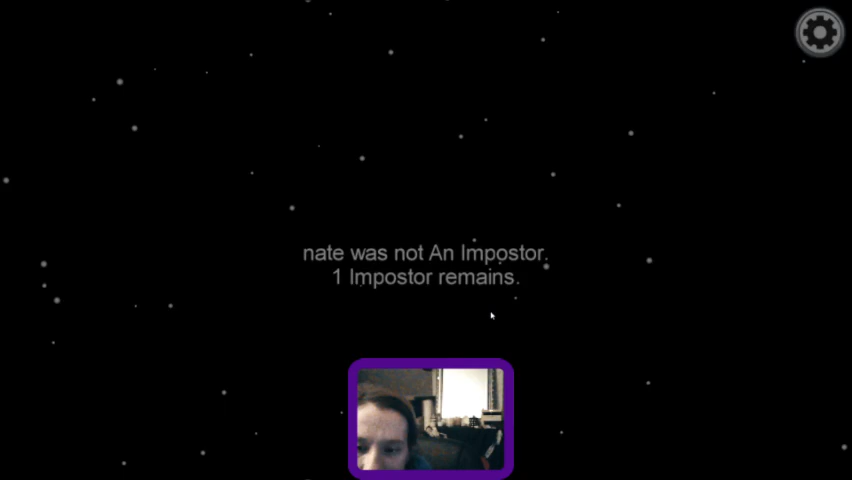 nate was not An Impostor.
1 Impostor remains.